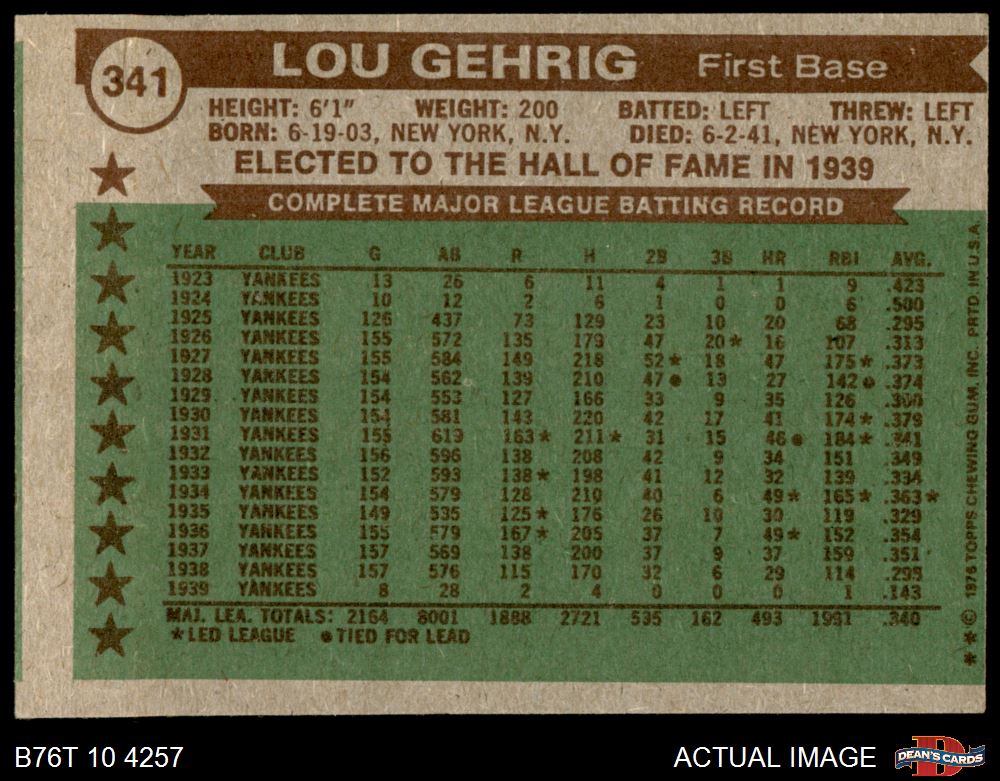 341
LOU GEHRIG First Base
HEIGHT: 6'1" WEIGHT: 200 BATTED: LEFT THREW: LEFT
BORN: 6-19-03, NEW YORK, N.Y. DIED: 6-2-41, NEW YORK, N.Y.
ELECTED TO THE HALL OF FAME IN 1939
COMPLETE MAJOR LEAGUE BATTING RECORD
YEAR CLUB G AB R H 2B 3B HR RBI AVG.
1923 YANKEES 13 26 6 11 4 1 1 9 .423
1924 YANKEES 10 12 2 6 1 0 0 6 .500
1925 YANKEES 126 437 73 129 23 10 20 68 .295
1926 YANKEES 155 572 135 179 47 20* 16 107 .313
1927 YANKEES 155 584 149 218 52* 18 47 175* .373
1928 YANKEES 154 562 139 210 47● 13 27 142● .374
1929 YANKEES 154 553 127 166 33 9 35 126 .300
1930 YANKEES 154 581 143 220 42 17 41 174* .379
1931 YANKEES 155 619 163* 211* 31 15 46● 184* .341
1932 YANKEES 156 596 138 208 42 9 34 151 .349
1933 YANKEES 152 593 138* 198 41 12 32 139 .334
1934 YANKEES 154 579 128 210 40 6 49* 165* .363*
1935 YANKEES 149 535 125* 176 26 10 30 119 .329
1936 YANKEES 155 579 167* 205 37 7 49* 152 .354
1937 YANKEES 157 569 138 200 37 9 37 159 .351
1938 YANKEES 157 576 115 170 32 6 29 114 .295
1939 YANKEES 8 28 2 4 0 0 0 1 .143
MAJ. LEA. TOTALS: 2164 8001 1888 2721 535 162 493 1991 .340
*LED LEAGUE ●TIED FOR LEAD
**© 1976 TOPPS CHEWING GUM, INC. PRTD. IN U.S.A.
B76T 10 4257 ACTUAL IMAGE
D
DEAN'S CARDS